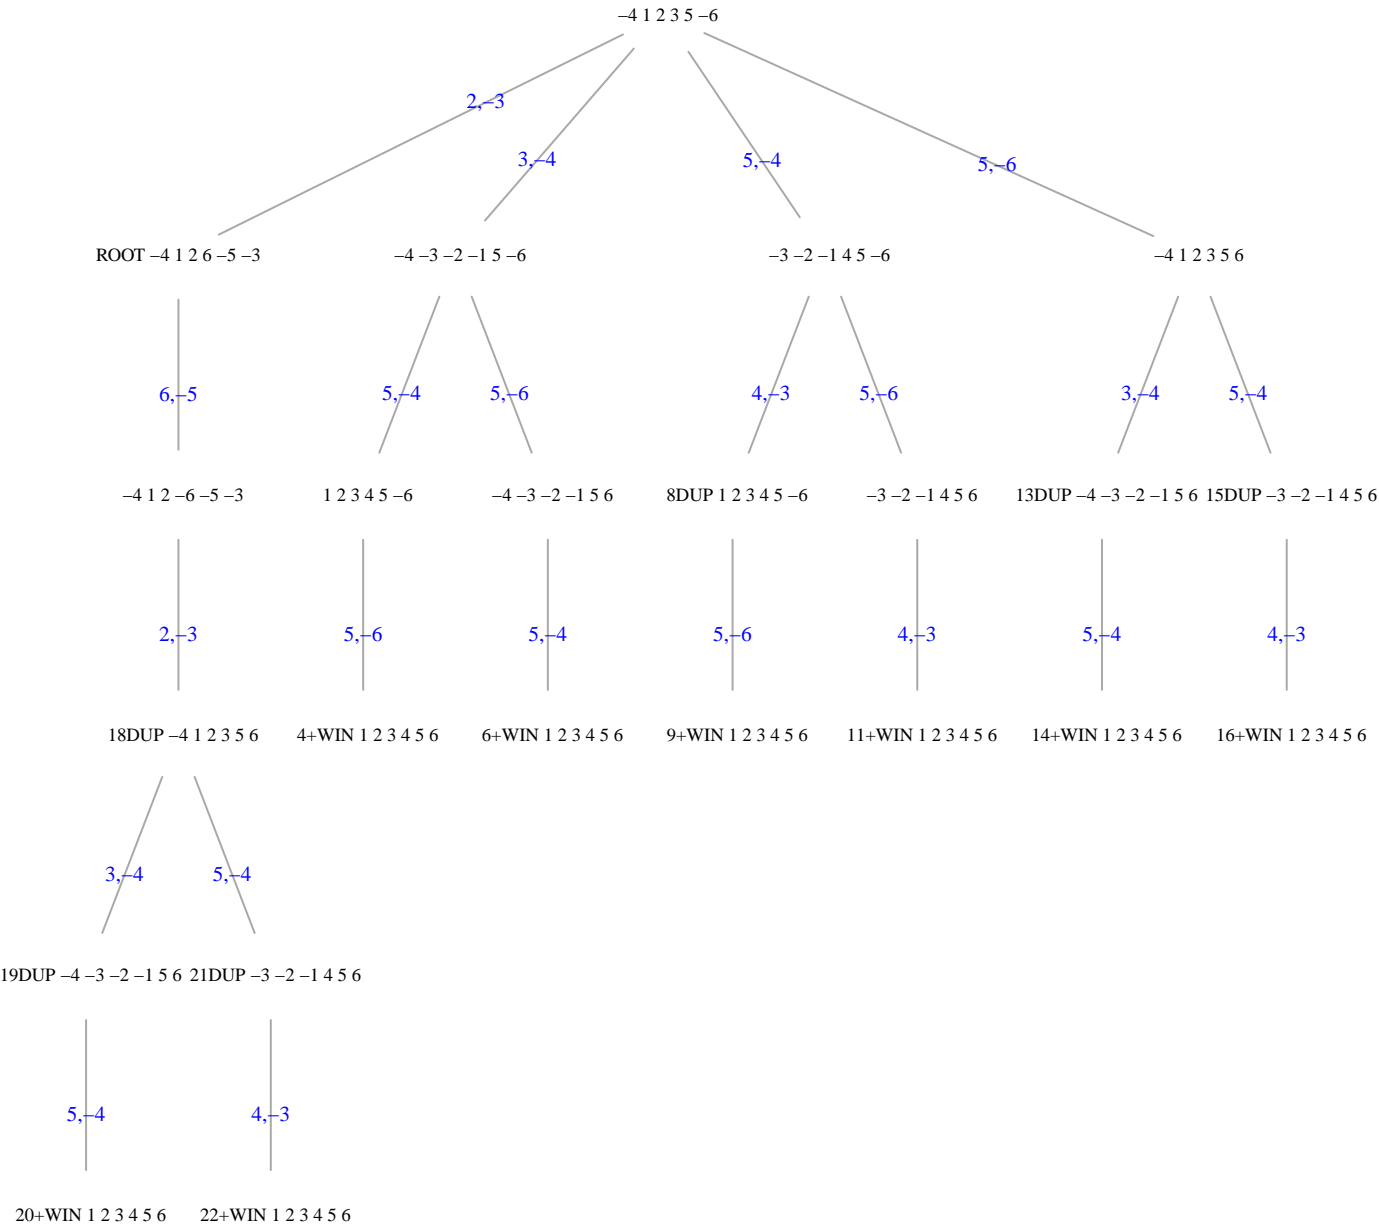 –4 1 2 3 5 –6
2,–3
3,–4
5,–4
5,–6
ROOT –4 1 2 6 –5 –3
–4 –3 –2 –1 5 –6
–3 –2 –1 4 5 –6
–4 1 2 3 5 6
6,–5
5,–4
5,–6
4,–3
5,–6
3,–4
5,–4
–4 1 2 –6 –5 –3
1 2 3 4 5 –6
–4 –3 –2 –1 5 6
8DUP 1 2 3 4 5 –6
–3 –2 –1 4 5 6
13DUP –4 –3 –2 –1 5 6
15DUP –3 –2 –1 4 5 6
2,–3
5,–6
5,–4
5,–6
4,–3
5,–4
4,–3
18DUP –4 1 2 3 5 6
4+WIN 1 2 3 4 5 6
6+WIN 1 2 3 4 5 6
9+WIN 1 2 3 4 5 6
11+WIN 1 2 3 4 5 6
14+WIN 1 2 3 4 5 6
16+WIN 1 2 3 4 5 6
3,–4
5,–4
19DUP –4 –3 –2 –1 5 6
21DUP –3 –2 –1 4 5 6
5,–4
4,–3
20+WIN 1 2 3 4 5 6
22+WIN 1 2 3 4 5 6